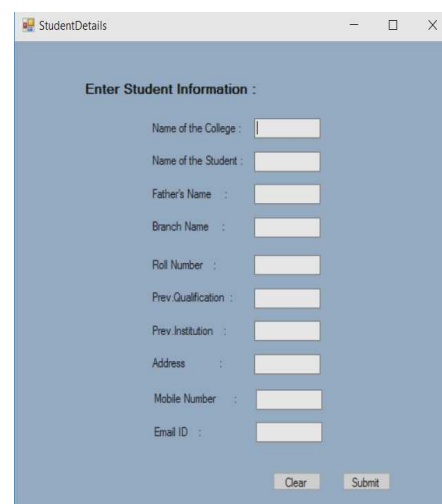 StudentDetails
Enter Student Information :
Name of the College :
Name of the Student :
Father's Name :
Branch Name :
Roll Number :
Prev.Qualification :
Prev.Institution :
Address :
Mobile Number :
Email ID :
Clear Submit